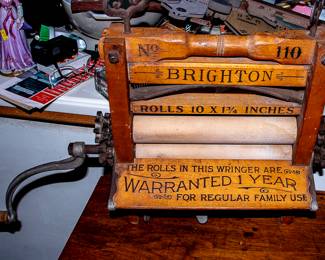 No 110
BRIGHTON
ROLLS 10 X 1¾ INCHES
THE ROLLS IN THIS WRINGER ARE
WARRANTED 1 YEAR
FOR REGULAR FAMILY USE